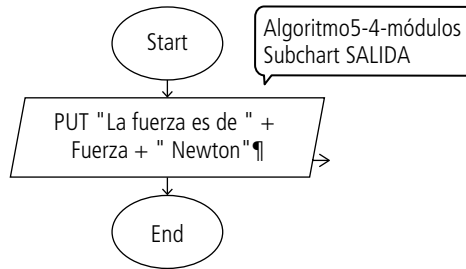 Start
Algoritmo5-4-módulos
Subchart SALIDA
PUT "La fuerza es de " +
Fuerza + " Newton"¶
End